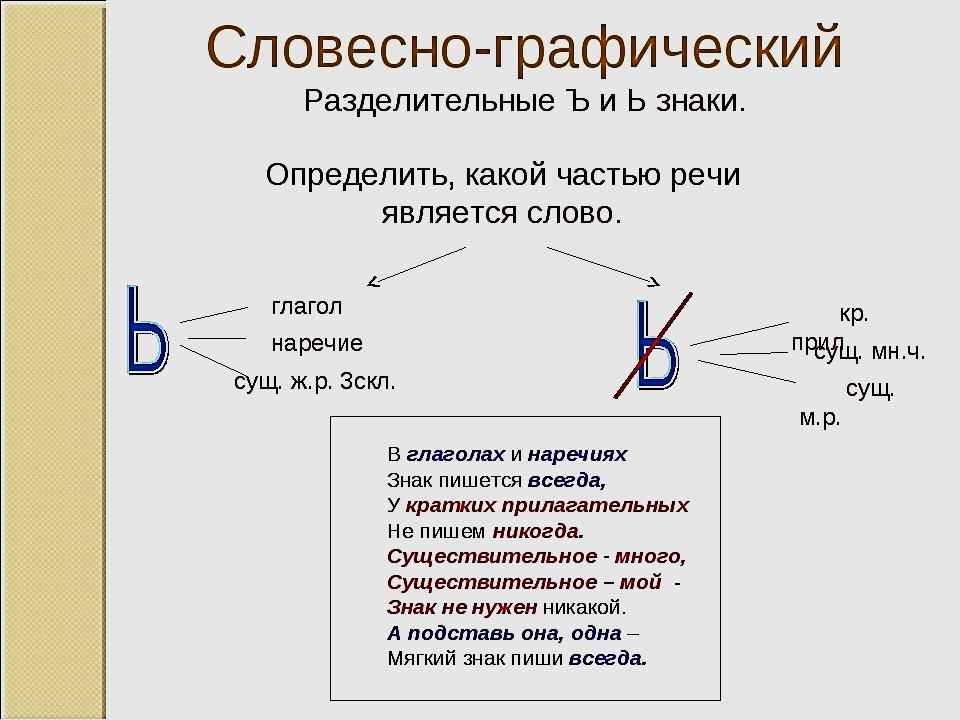 Словесно-графический
Разделительные Ъ и Ь знаки.
Определить, какой частью речи
является слово.
Ь
глагол
наречие
сущ. ж.р. 3скл.
Ь
кр.
прил
сущ. мн.ч.
сущ.
м.р.
В глаголах и наречиях
Знак пишется всегда,
У кратких прилагательных
Не пишем никогда.
Существительное - много,
Существительное – мой -
Знак не нужен никакой.
А подставь она, одна –
Мягкий знак пиши всегда.